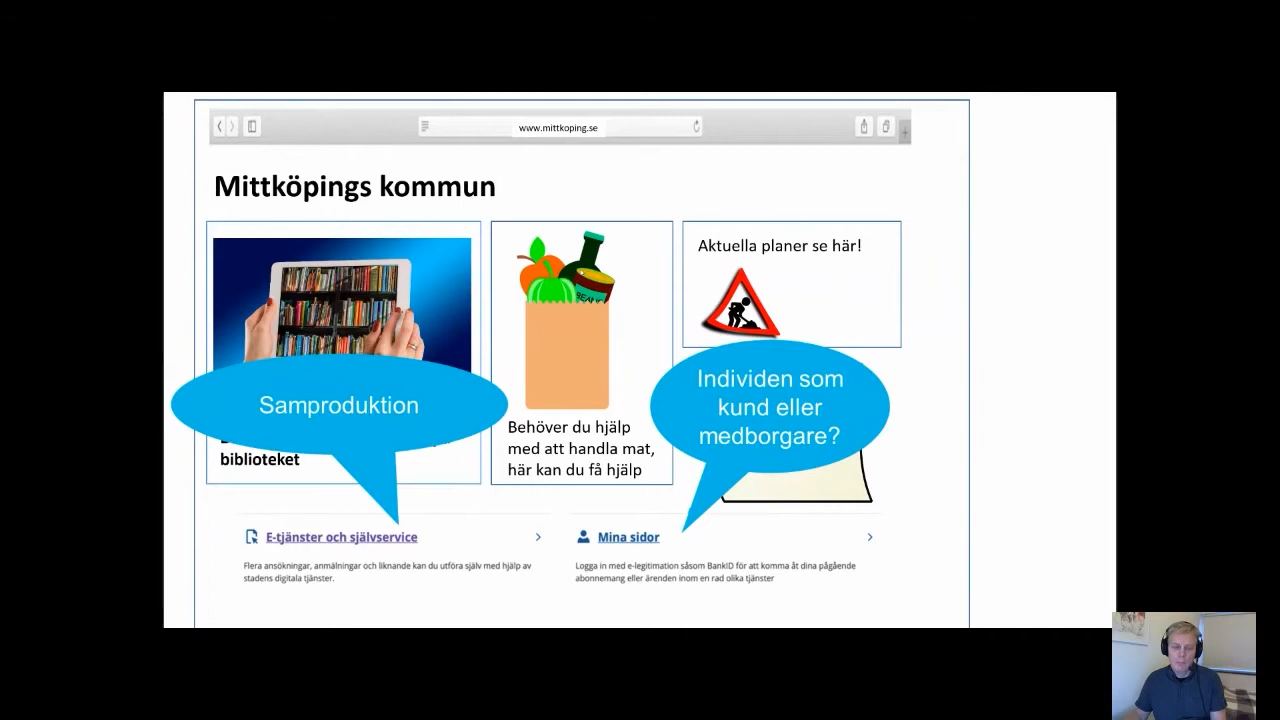 www.mittkoping.se
Mittköpings kommun
Samproduktion
biblioteket
BEANS
Behöver du hjälp
med att handla mat,
här kan du få hjälp
Aktuella planer se här!
Individen som
kund eller
medborgare?
E-tjänster och självservice
Flera ansökningar, anmälningar och liknande kan du utföra själv med hjälp av
stadens digitala tjänster.
Mina sidor
Logga in med e-legitimation såsom BankID för att komma åt dina pågående
abonnemang eller ärenden inom en rad olika tjänster